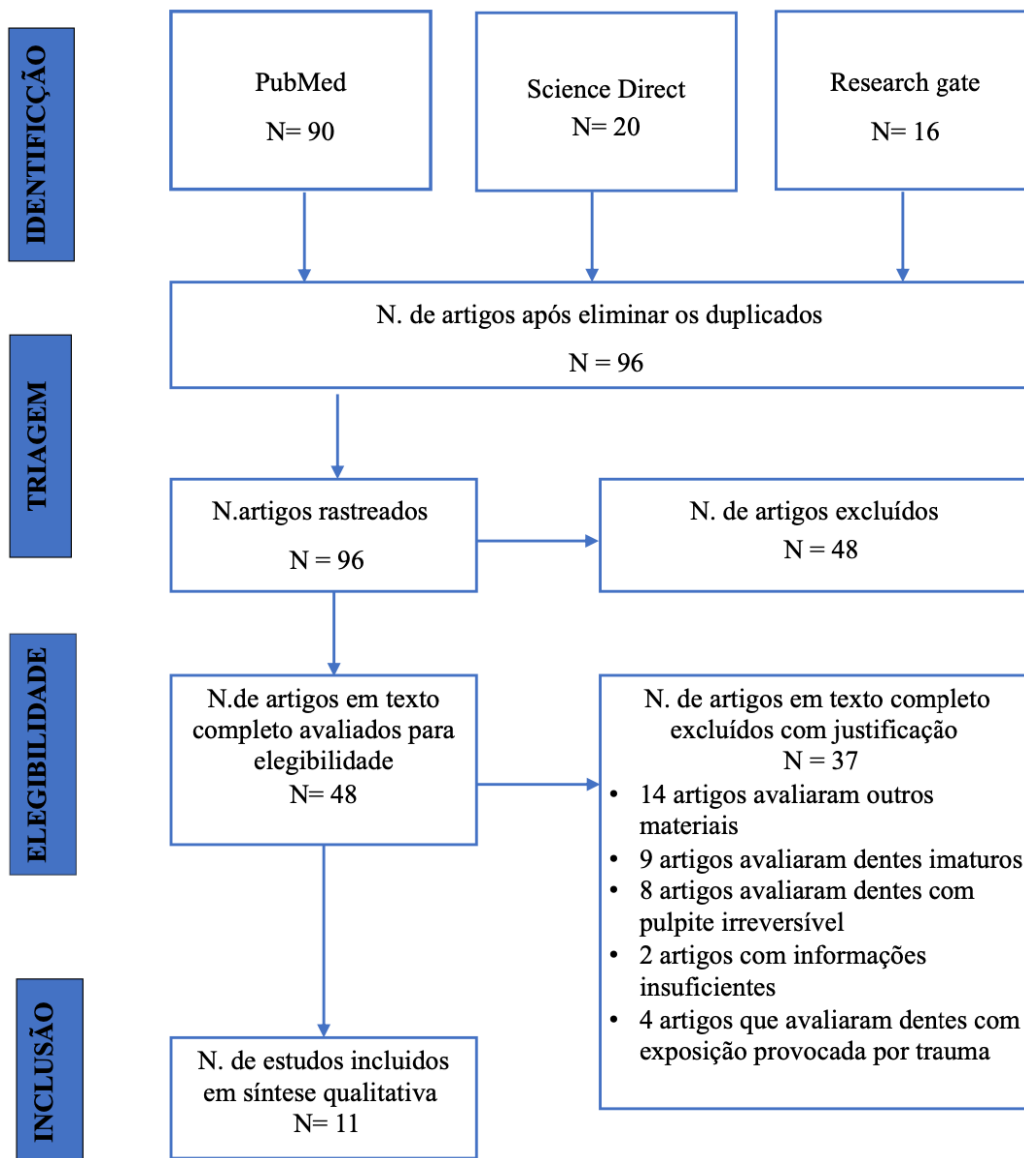 IDENTIFICÇÃO
PubMed
N= 90
Science Direct
N= 20
Research gate
N= 16
N. de artigos após eliminar os duplicados
N = 96
TRIAGEM
N.artigos rastreados
N = 96
N. de artigos excluídos
N = 48
ELEGIBILIDADE
N.de artigos em texto
completo avaliados para
elegibilidade
N= 48
N. de artigos em texto completo
excluídos com justificação
N = 37
• 14 artigos avaliaram outros
materiais
• 9 artigos avaliaram dentes imaturos
• 8 artigos avaliaram dentes com
pulpite irreversível
• 2 artigos com informações
insuficientes
• 4 artigos que avaliaram dentes com
exposição provocada por trauma
INCLUSÃO
N. de estudos incluidos
em síntese qualitativa
N= 11